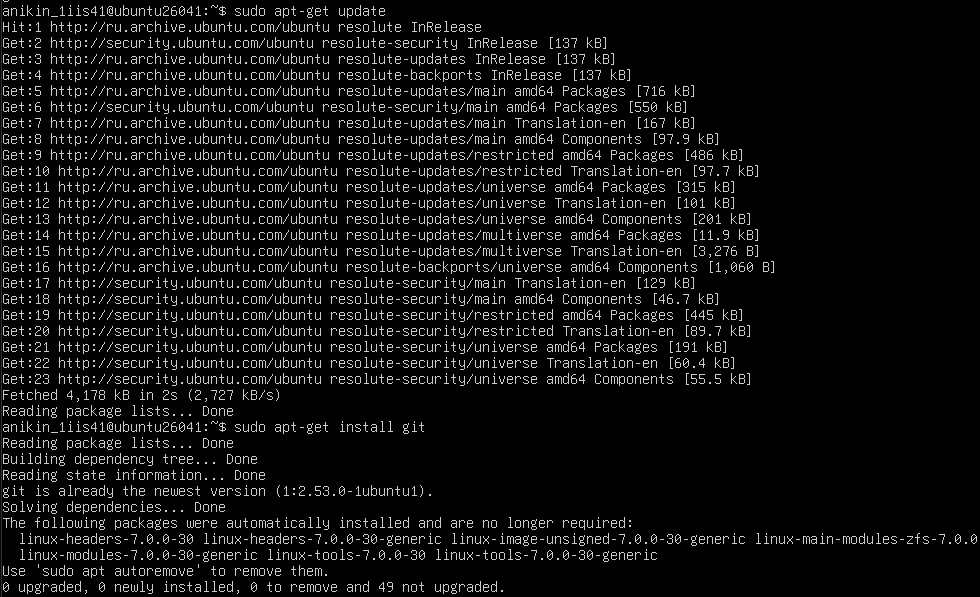 anikin_1iis41@ubuntu26041:~$ sudo apt-get update
Hit:1 http://ru.archive.ubuntu.com/ubuntu resolute InRelease
Get:2 http://security.ubuntu.com/ubuntu resolute-security InRelease [137 kB]
Get:3 http://ru.archive.ubuntu.com/ubuntu resolute-updates InRelease [137 kB]
Get:4 http://ru.archive.ubuntu.com/ubuntu resolute-backports InRelease [137 kB]
Get:5 http://ru.archive.ubuntu.com/ubuntu resolute-updates/main amd64 Packages [716 kB]
Get:6 http://security.ubuntu.com/ubuntu resolute-security/main amd64 Packages [550 kB]
Get:7 http://ru.archive.ubuntu.com/ubuntu resolute-updates/main Translation-en [167 kB]
Get:8 http://ru.archive.ubuntu.com/ubuntu resolute-updates/main amd64 Components [97.9 kB]
Get:9 http://ru.archive.ubuntu.com/ubuntu resolute-updates/restricted amd64 Packages [486 kB]
Get:10 http://ru.archive.ubuntu.com/ubuntu resolute-updates/restricted Translation-en [97.7 kB]
Get:11 http://ru.archive.ubuntu.com/ubuntu resolute-updates/universe amd64 Packages [315 kB]
Get:12 http://ru.archive.ubuntu.com/ubuntu resolute-updates/universe Translation-en [101 kB]
Get:13 http://ru.archive.ubuntu.com/ubuntu resolute-updates/universe amd64 Components [201 kB]
Get:14 http://ru.archive.ubuntu.com/ubuntu resolute-updates/multiverse amd64 Packages [11.9 kB]
Get:15 http://ru.archive.ubuntu.com/ubuntu resolute-updates/multiverse Translation-en [3,276 B]
Get:16 http://ru.archive.ubuntu.com/ubuntu resolute-backports/universe amd64 Components [1,060 B]
Get:17 http://security.ubuntu.com/ubuntu resolute-security/main Translation-en [129 kB]
Get:18 http://security.ubuntu.com/ubuntu resolute-security/main amd64 Components [46.7 kB]
Get:19 http://security.ubuntu.com/ubuntu resolute-security/restricted amd64 Packages [445 kB]
Get:20 http://security.ubuntu.com/ubuntu resolute-security/restricted Translation-en [89.7 kB]
Get:21 http://security.ubuntu.com/ubuntu resolute-security/universe amd64 Packages [191 kB]
Get:22 http://security.ubuntu.com/ubuntu resolute-security/universe Translation-en [60.4 kB]
Get:23 http://security.ubuntu.com/ubuntu resolute-security/universe amd64 Components [55.5 kB]
Fetched 4,178 kB in 2s (2,727 kB/s)
Reading package lists... Done
anikin_1iis41@ubuntu26041:~$ sudo apt-get install git
Reading package lists... Done
Building dependency tree... Done
Reading state information... Done
git is already the newest version (1:2.53.0-1ubuntu1).
Solving dependencies... Done
The following packages were automatically installed and are no longer required:
  linux-headers-7.0.0-30 linux-headers-7.0.0-30-generic linux-image-unsigned-7.0.0-30-generic linux-main-modules-zfs-7.0.0
  linux-modules-7.0.0-30-generic linux-tools-7.0.0-30 linux-tools-7.0.0-30-generic
Use 'sudo apt autoremove' to remove them.
0 upgraded, 0 newly installed, 0 to remove and 49 not upgraded.